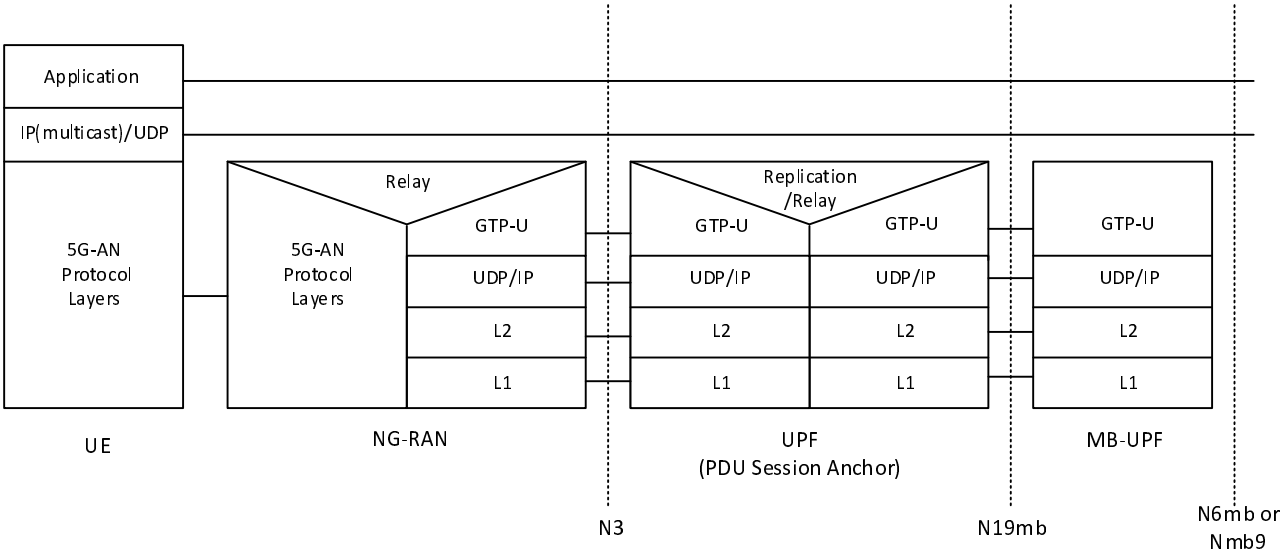 Application
IP(multicast)/UDP
5G-AN
Protocol
Layers
UE
Relay
5G-AN
Protocol
Layers
GTP-U
UDP/IP
L2
L1
NG-RAN
N3
Replication
/Relay
GTP-U
UDP/IP
L2
L1
GTP-U
UDP/IP
L2
L1
UPF
(PDU Session Anchor)
N19mb
GTP-U
UDP/IP
L2
L1
MB-UPF
N6mb or
Nmb9